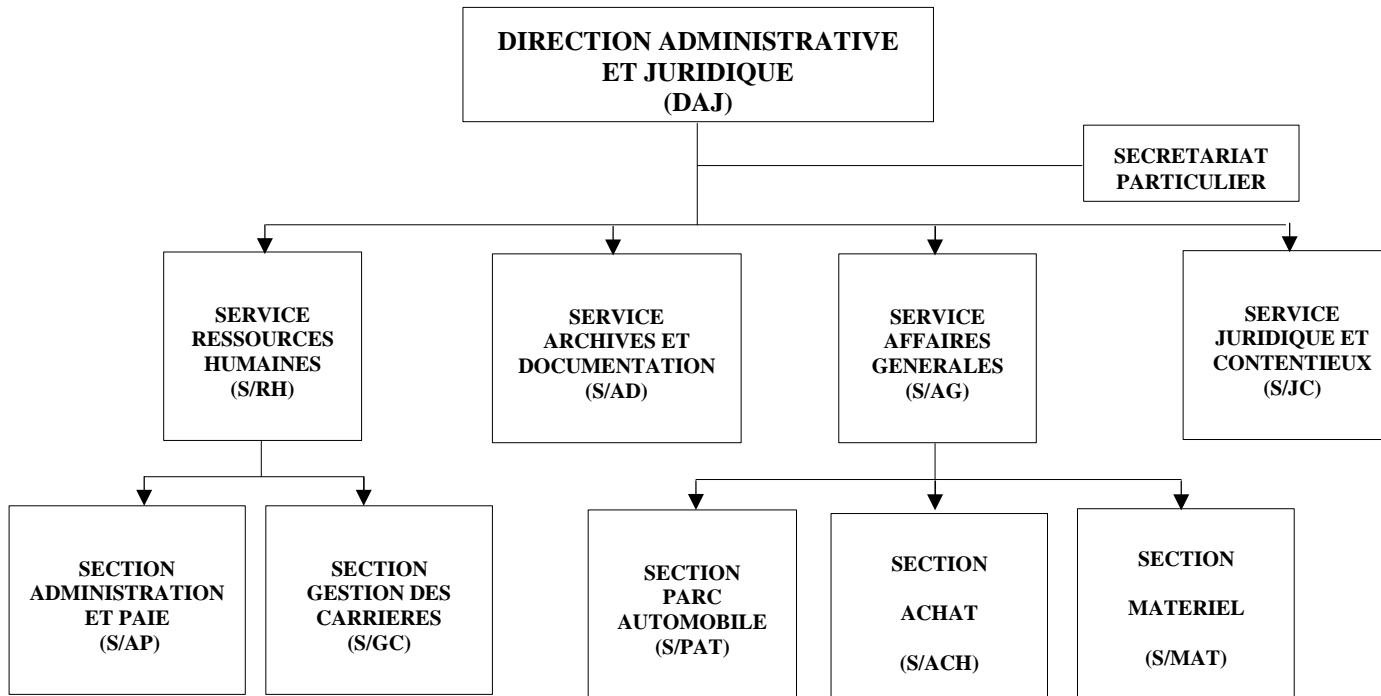 DIRECTION ADMINISTRATIVE
ET JURIDIQUE
(DAJ)
SECRETARIAT
PARTICULIER
SERVICE
RESSOURCES
HUMAINES
(S/RH)
SERVICE
ARCHIVES ET
DOCUMENTATION
(S/AD)
SERVICE
AFFAIRES
GENERALES
(S/AG)
SERVICE
JURIDIQUE ET
CONTENTIEUX
(S/JC)
SECTION
ADMINISTRATION
ET PAIE
(S/AP)
SECTION
GESTION DES
CARRIERES
(S/GC)
SECTION
PARC
AUTOMOBILE
(S/PAT)
SECTION
ACHAT
(S/ACH)
SECTION
MATERIEL
(S/MAT)